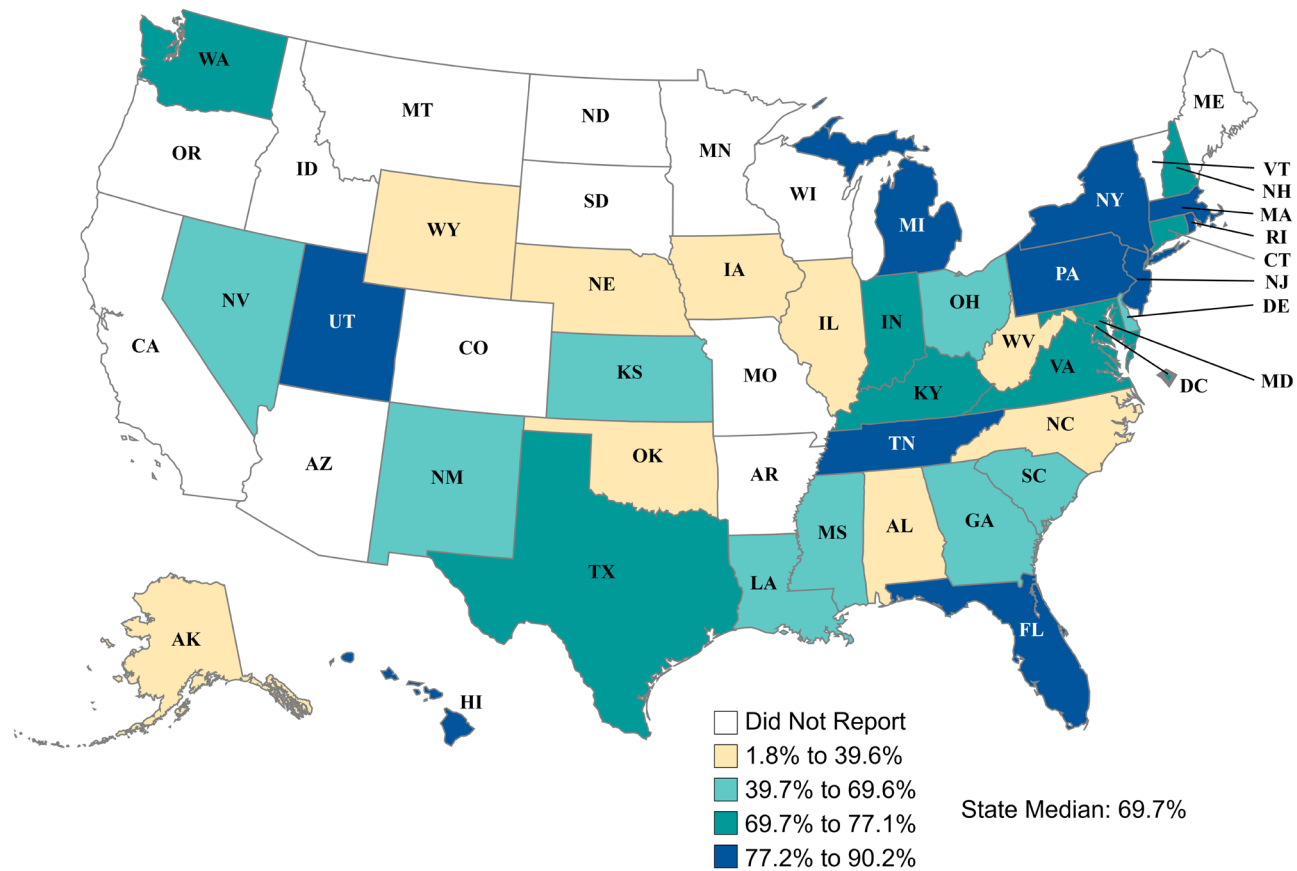 WA
MT
ND
MN
ME
OR
ID
SD
WI
VT
NH
WY
NY
MA
MI
RI
CT
NE
IA
PA
NJ
NV
UT
IL
IN
OH
DE
CA
CO
KS
MO
WV
VA
KY
DC
MD
AZ
NM
OK
AR
TN
NC
SC
MS
AL
GA
TX
LA
FL
AK
HI
Did Not Report
1.8% to 39.6%
39.7% to 69.6%
69.7% to 77.1%
77.2% to 90.2%
State Median: 69.7%